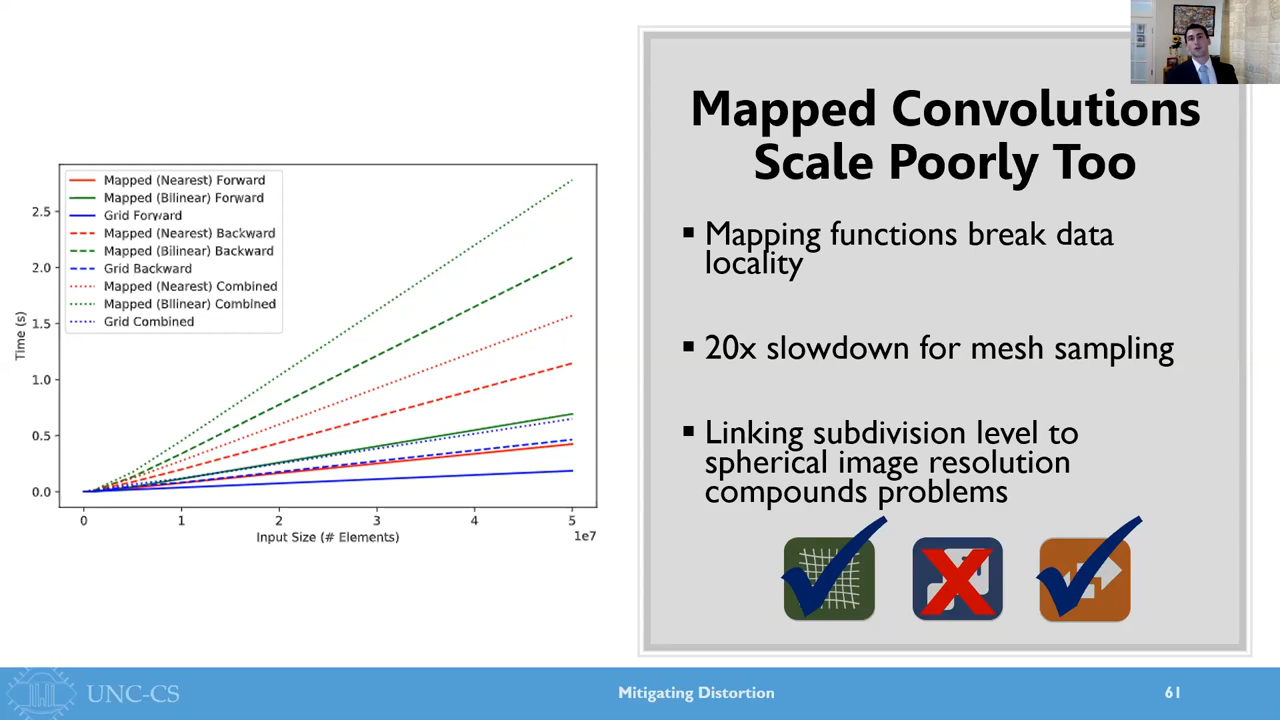 Mapped Convolutions
Scale Poorly Too
▪ Mapping functions break data
locality
▪ 20x slowdown for mesh sampling
▪ Linking subdivision level to
spherical image resolution
compounds problems
Mapped (Nearest) Forward
Mapped (Bilinear) Forward
Grid Forward
Mapped (Nearest) Backward
Mapped (Bilinear) Backward
Grid Backward
Mapped (Nearest) Combined
Mapped (Bilinear) Combined
Grid Combined
Time (s)
2.5
2.0
1.5
1.0
0.5
0.0
0 1 2 3 4 5
1e7
Input Size (# Elements)
UNC-CS
Mitigating Distortion
61